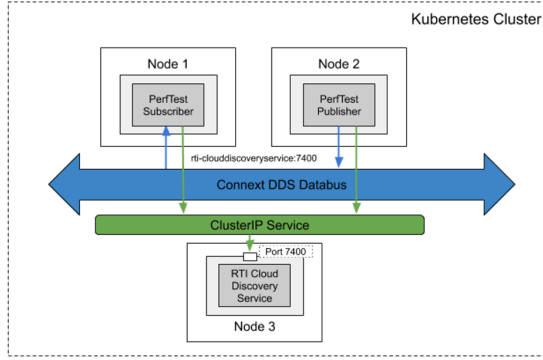 Kubernetes Cluster
Node 1
Node 2
PerfTest
Subscriber
PerfTest
Publisher
rti-clouddiscoveryservice:7400
Connext DDS Databus
ClusterIP Service
Port 7400
RTI Cloud
Discovery
Service
Node 3